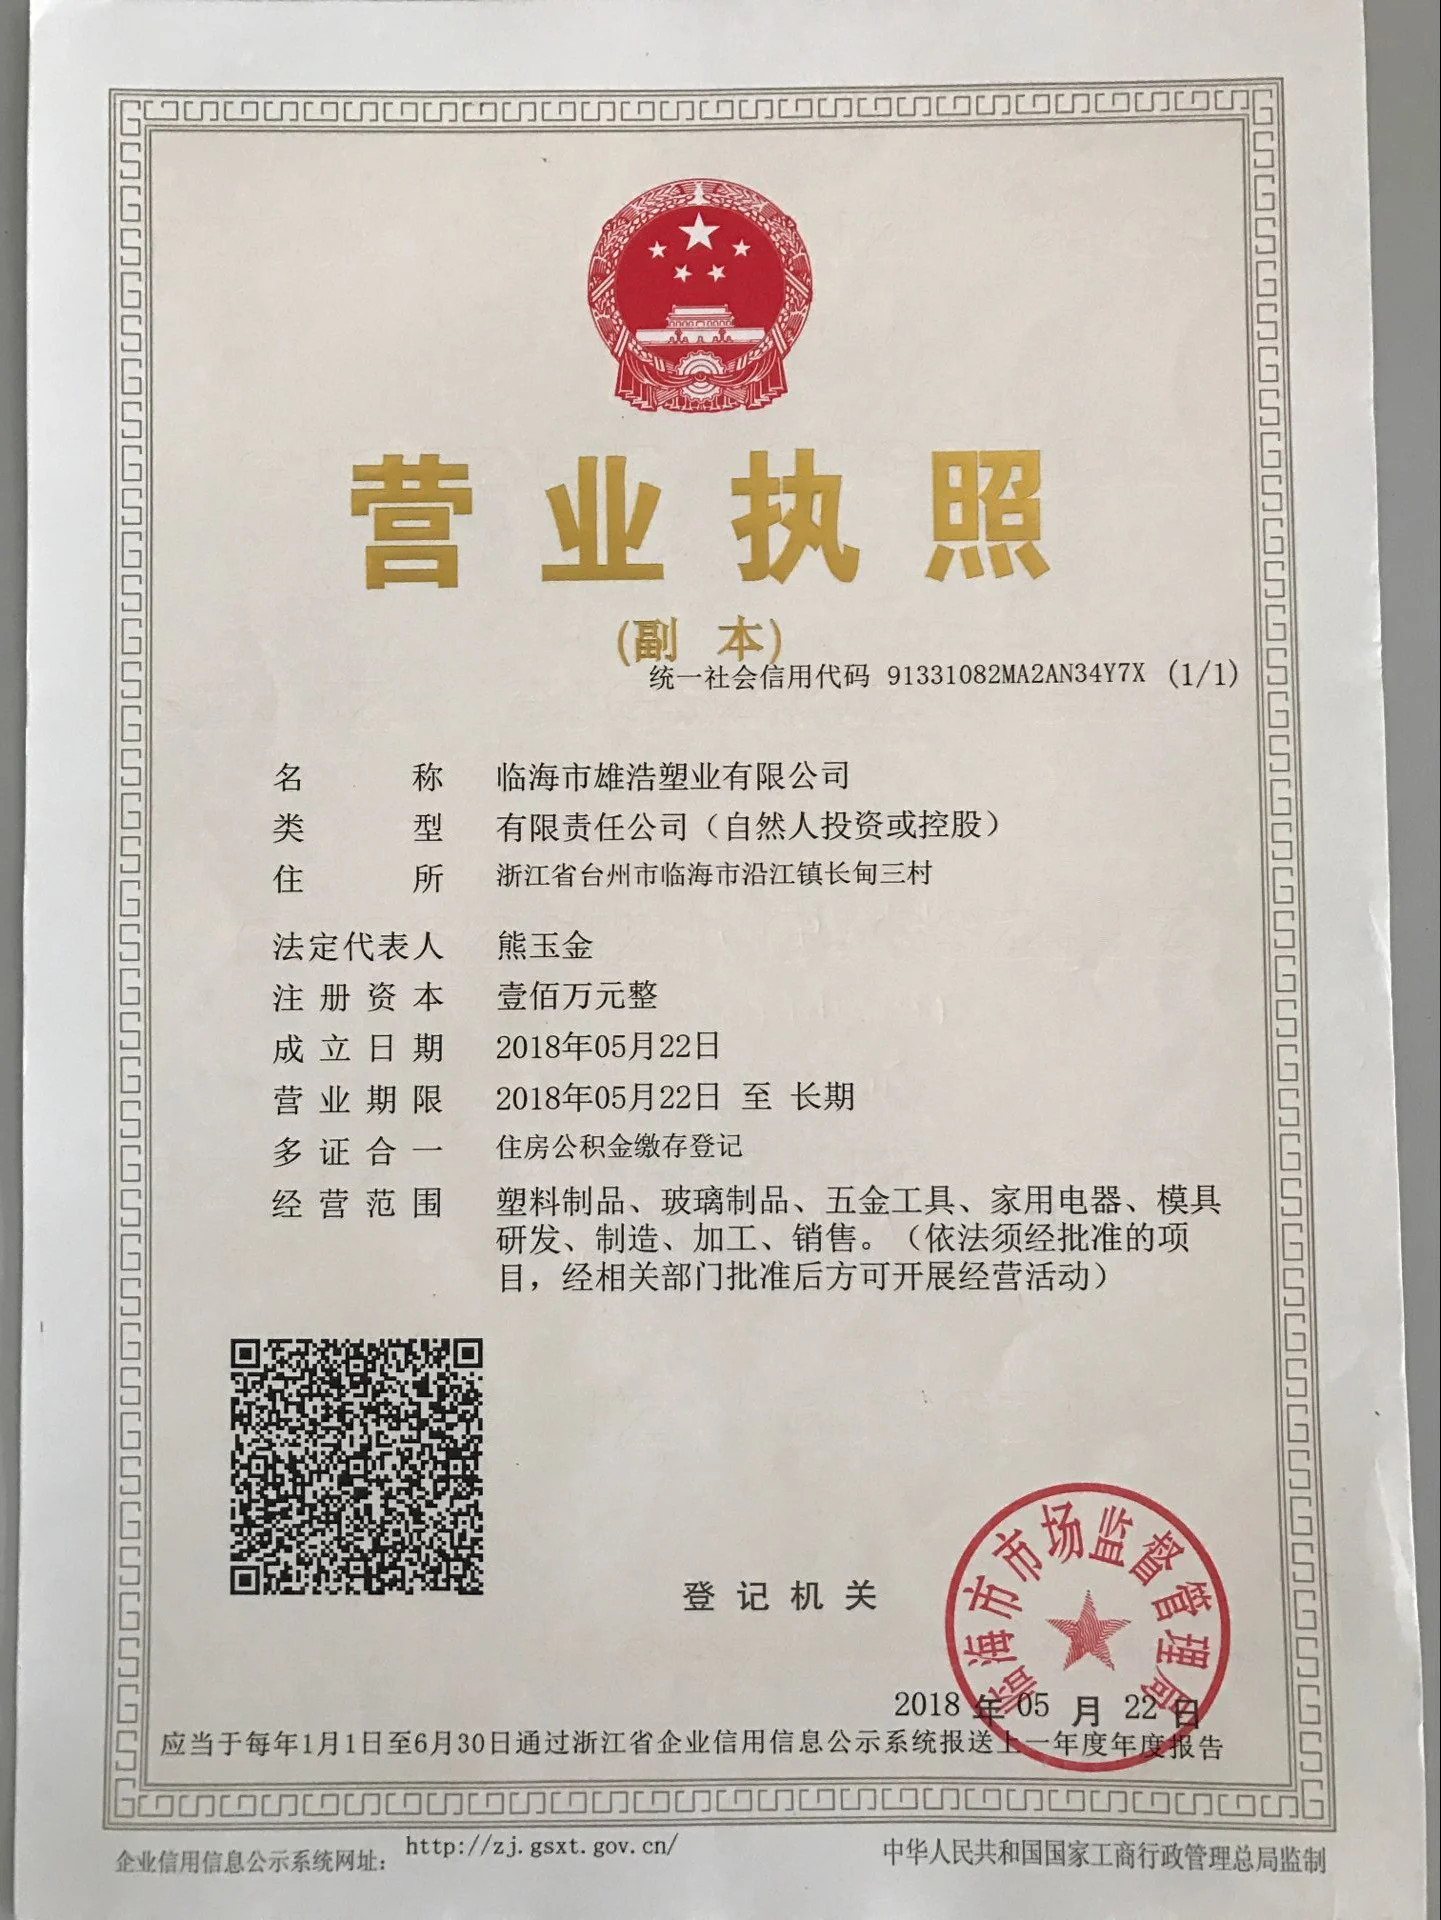 营业执照
(副 本)
统一社会信用代码 91331082MA2AN34Y7X (1/1)
名称 临海市雄浩塑业有限公司
类型 有限责任公司（自然人投资或控股）
住所 浙江省台州市临海市沿江镇长甸三村
法定代表人 熊玉金
注册资本 壹佰万元整
成立日期 2018年05月22日
营业期限 2018年05月22日 至 长期
多证合一 住房公积金缴存登记
经营范围 塑料制品、玻璃制品、五金工具、家用电器、模具
研发、制造、加工、销售。（依法须经批准的项
目，经相关部门批准后方可开展经营活动）
临海市市场监督管理局
登记机关
2018 年 05 月 22 日
应当于每年1月1日至6月30日通过浙江省企业信用信息公示系统报送上一年度年度报告
企业信用信息公示系统网址： http://zj.gsxt.gov.cn/
中华人民共和国国家工商行政管理总局监制